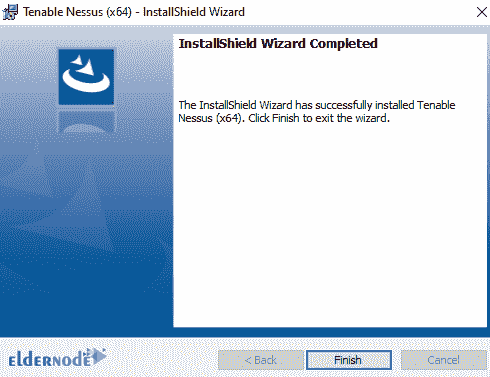 Tenable Nessus (x64) - InstallShield Wizard
InstallShield Wizard Completed
The InstallShield Wizard has successfully installed Tenable
Nessus (x64). Click Finish to exit the wizard.
eldernode
< Back
Finish
Cancel